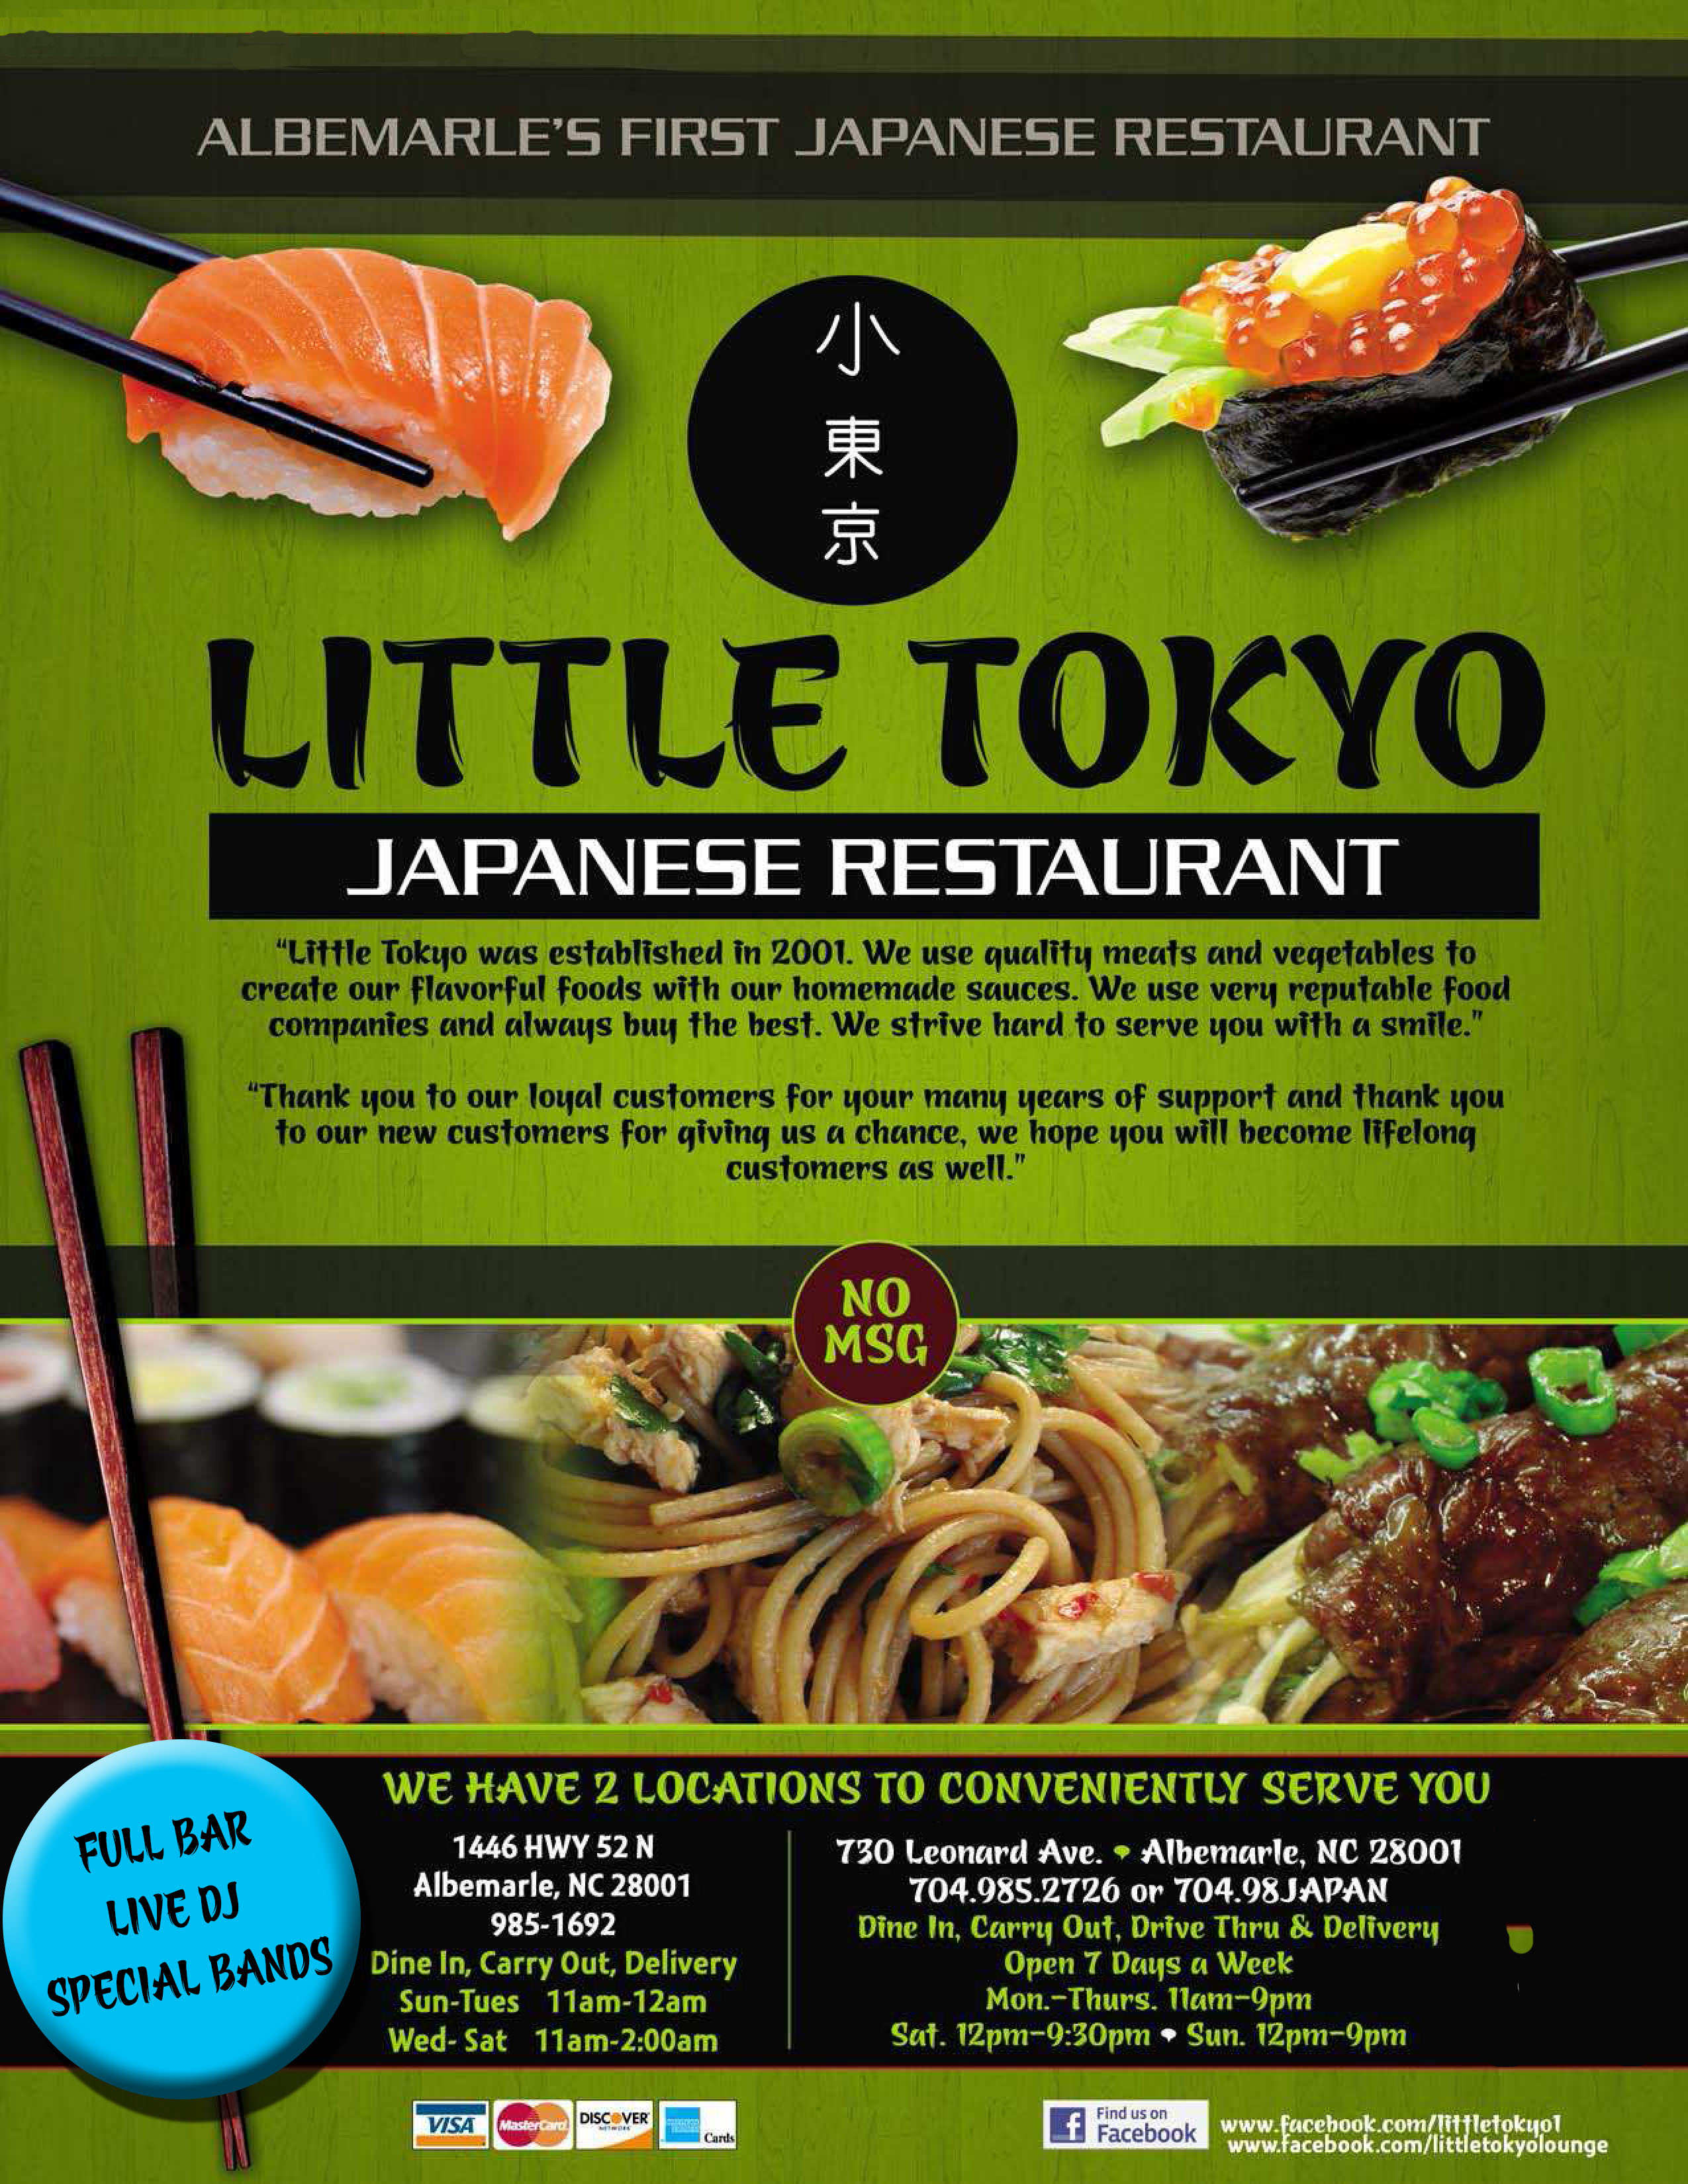 ALBEMARLE'S FIRST JAPANESE RESTAURANT
小
東
京
LITTLE TOKYO
JAPANESE RESTAURANT
"Little Tokyo was established in 2001. We use quality meats and vegetables to
create our flavorful foods with our homemade sauces. We use very reputable food
companies and always buy the best. We strive hard to serve you with a smile."
"Thank you to our loyal customers for your many years of support and thank you
to our new customers for giving us a chance, we hope you will become lifelong
customers as well."
NO
MSG
WE HAVE 2 LOCATIONS TO CONVENIENTLY SERVE YOU
FULL BAR
LIVE DJ
SPECIAL BANDS
1446 HWY 52 N
Albemarle, NC 28001
985-1692
Dine In, Carry Out, Delivery
Sun-Tues 11am-12am
Wed- Sat 11am-2:00am
730 Leonard Ave. • Albemarle, NC 28001
704.985.2726 or 704.98JAPAN
Dine In, Carry Out, Drive Thru & Delivery
Open 7 Days a Week
Mon.-Thurs. 11am-9pm
Sat. 12pm-9:30pm • Sun. 12pm-9pm
VISA
MasterCard
DISCOVER
NETWORK
AMERICAN
EXPRESS
Cards
Find us on
Facebook
www.facebook.com/littletokyo1
www.facebook.com/littletokyolounge